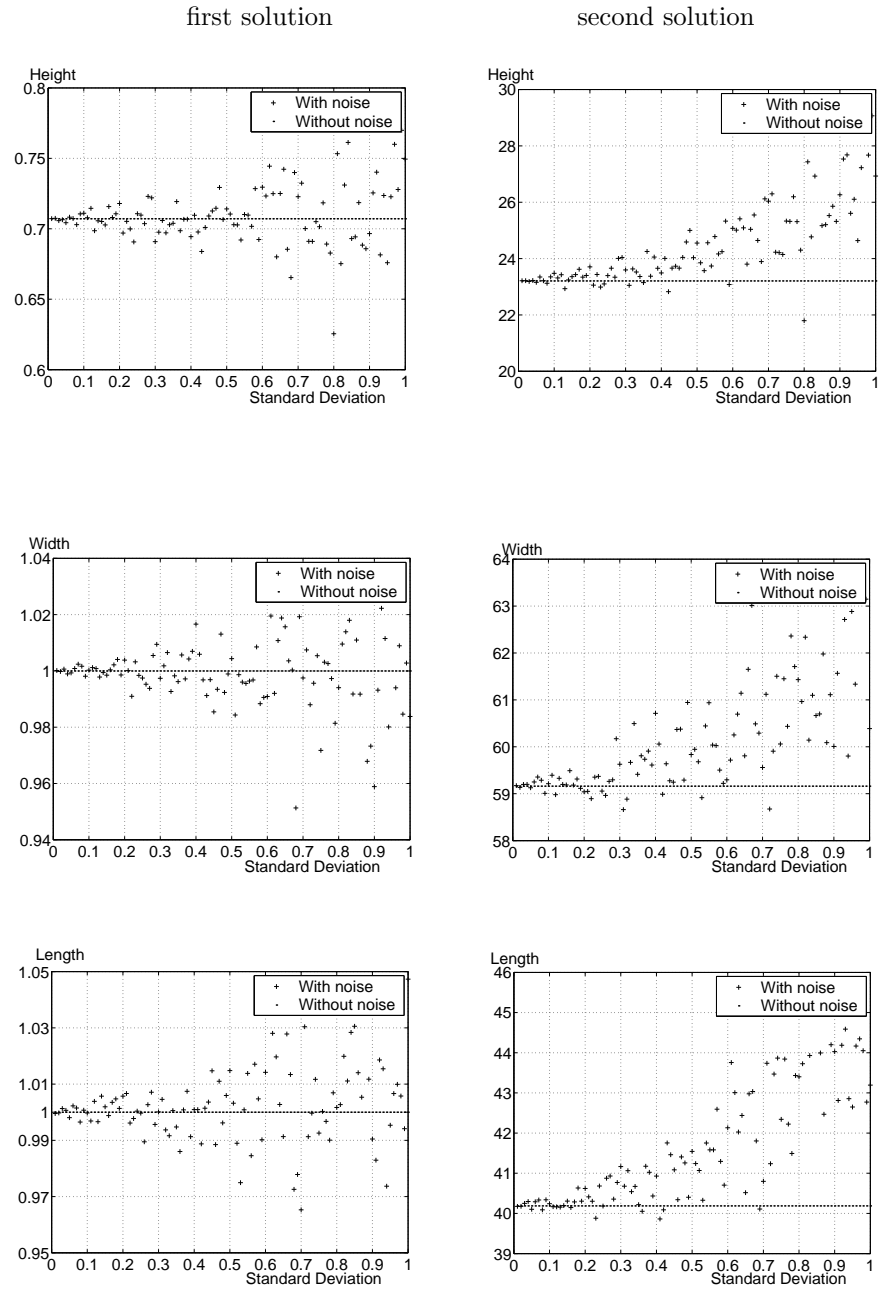 first solution
second solution
Height
0.8
0.75
0.7
0.65
0.6
0 0.1 0.2 0.3 0.4 0.5 0.6 0.7 0.8 0.9 1
Standard Deviation
With noise
Without noise
Height
30
28
26
24
22
20
0 0.1 0.2 0.3 0.4 0.5 0.6 0.7 0.8 0.9 1
Standard Deviation
With noise
Without noise
Width
1.04
1.02
1
0.98
0.96
0.94
0 0.1 0.2 0.3 0.4 0.5 0.6 0.7 0.8 0.9 1
Standard Deviation
With noise
Without noise
Width
64
63
62
61
60
59
58
0 0.1 0.2 0.3 0.4 0.5 0.6 0.7 0.8 0.9 1
Standard Deviation
With noise
Without noise
Length
1.05
1.03
1.01
1
0.99
0.97
0.95
0 0.1 0.2 0.3 0.4 0.5 0.6 0.7 0.8 0.9 1
Standard Deviation
With noise
Without noise
Length
46
45
44
43
42
41
40
39
0 0.1 0.2 0.3 0.4 0.5 0.6 0.7 0.8 0.9 1
Standard Deviation
With noise
Without noise